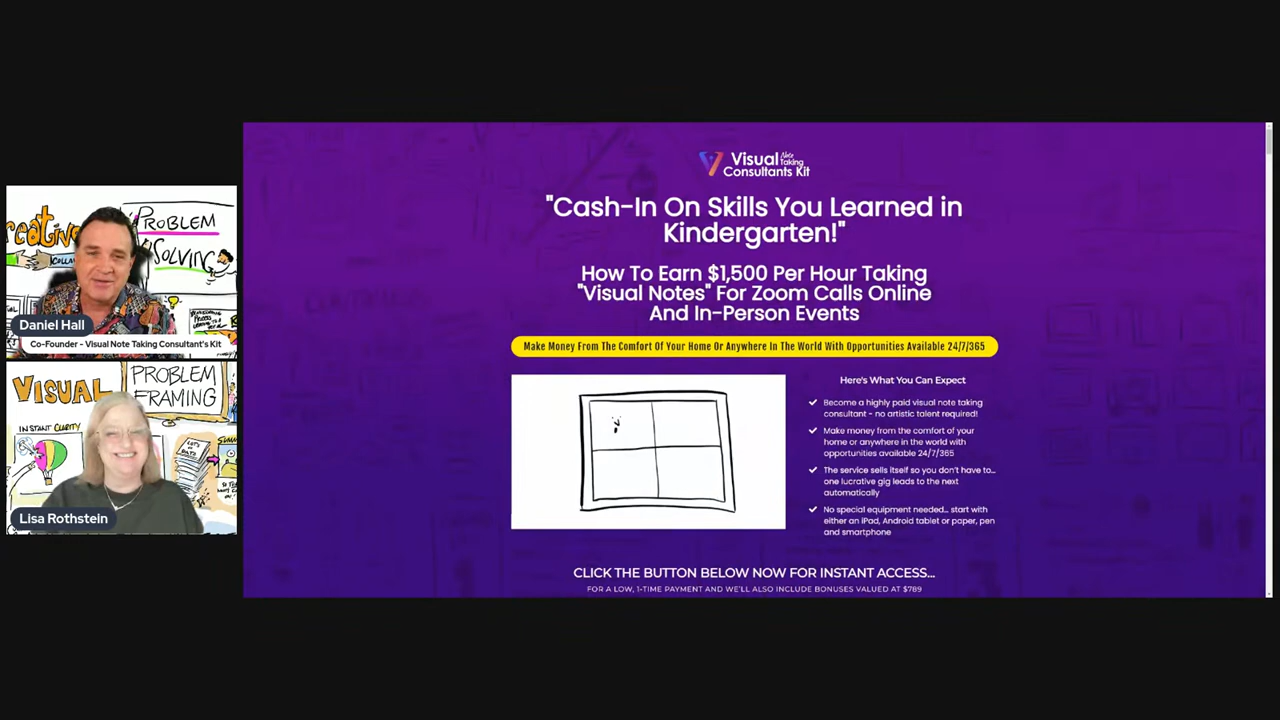 reative
PROBLEM
SOLVING
Daniel Hall
Co-Founder - Visual Note Taking Consultant's Kit
VISUAL
PROBLEM
FRAMING
INSTANT CLARITY
Lisa Rothstein
Visual Note Taking
Consultants Kit
"Cash-In On Skills You Learned in
Kindergarten!"
How To Earn $1,500 Per Hour Taking
"Visual Notes" For Zoom Calls Online
And In-Person Events
Make Money From The Comfort Of Your Home Or Anywhere In The World With Opportunities Available 24/7/365
Here's What You Can Expect
Become a highly paid visual note taking
consultant - no artistic talent required!
Make money from the comfort of your
home or anywhere in the world with
opportunities available 24/7/365
The service sells itself so you don't have to...
one lucrative gig leads to the next
automatically
No special equipment needed... start with
either an iPad, Android tablet or paper, pen
and smartphone
CLICK THE BUTTON BELOW NOW FOR INSTANT ACCESS...
FOR A LOW, 1-TIME PAYMENT AND WE'LL ALSO INCLUDE BONUSES VALUED AT $789